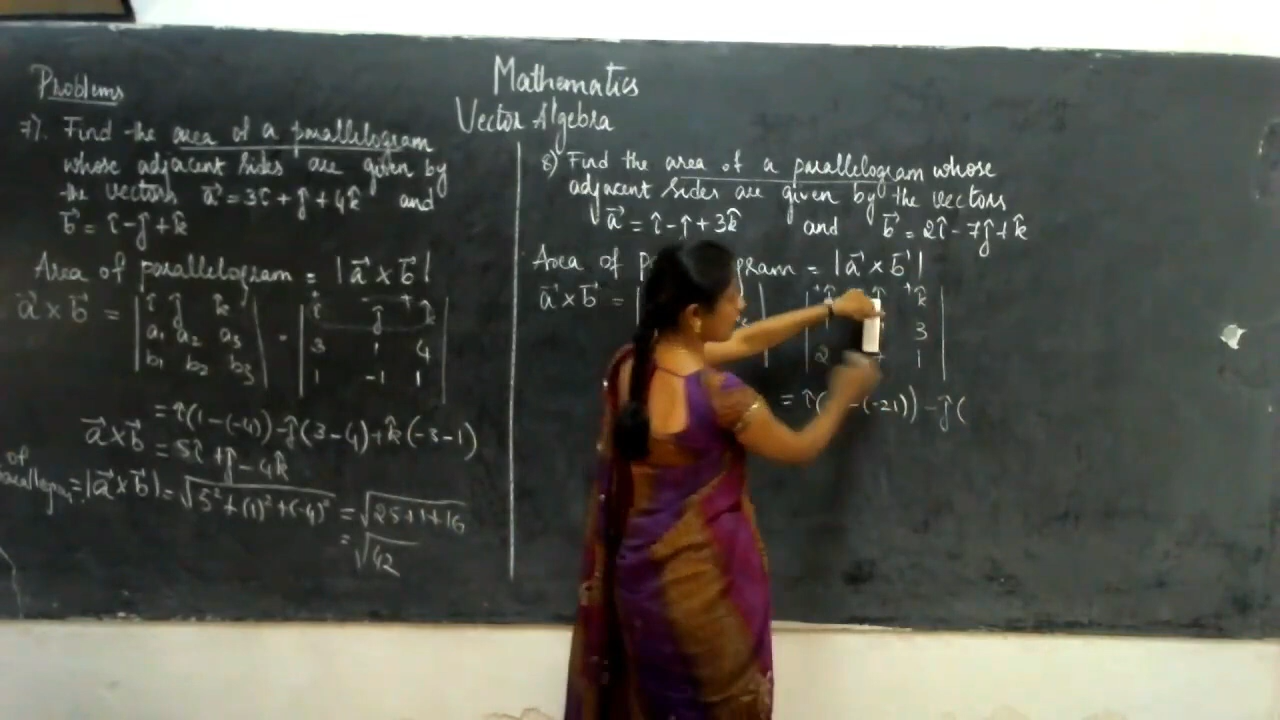 Mathematics
Vector Algebra
Problems
7). Find the area of a parallelogram
whose adjacent sides are given by
the vectors a⃗ = 3î + ĵ + 4k̂ and
b⃗ = î - ĵ + k̂
Area of parallelogram = |a⃗ × b⃗|
a⃗ × b⃗ = | î ĵ k̂ | = | î ĵ k̂ |
| a₁ a₂ a₃ | | 3 1 4 |
| b₁ b₂ b₃ | | 1 -1 1 |
= î(1-(-4)) - ĵ(3-4) + k̂(-3-1)
a⃗ × b⃗ = 5î + ĵ - 4k̂
of
= |a⃗ × b⃗| = √5² + (1)² + (-4)² = √25+1+16
= √42
8) Find the area of a parallelogram whose
adjacent sides are given by the vectors
a⃗ = î - ĵ + 3k̂ and b⃗ = 2î - 7ĵ + k̂
Area of = |a⃗ × b⃗|
a⃗ × b⃗ = | | | + + k̂ |
3 |
| 2 1 |
= î( -(-21)) - ĵ(